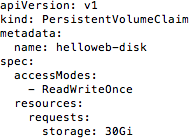 apiVersion: v1
kind: PersistentVolumeClaim
metadata:
  name: helloweb-disk
spec:
  accessModes:
    - ReadWriteOnce
  resources:
    requests:
      storage: 30Gi